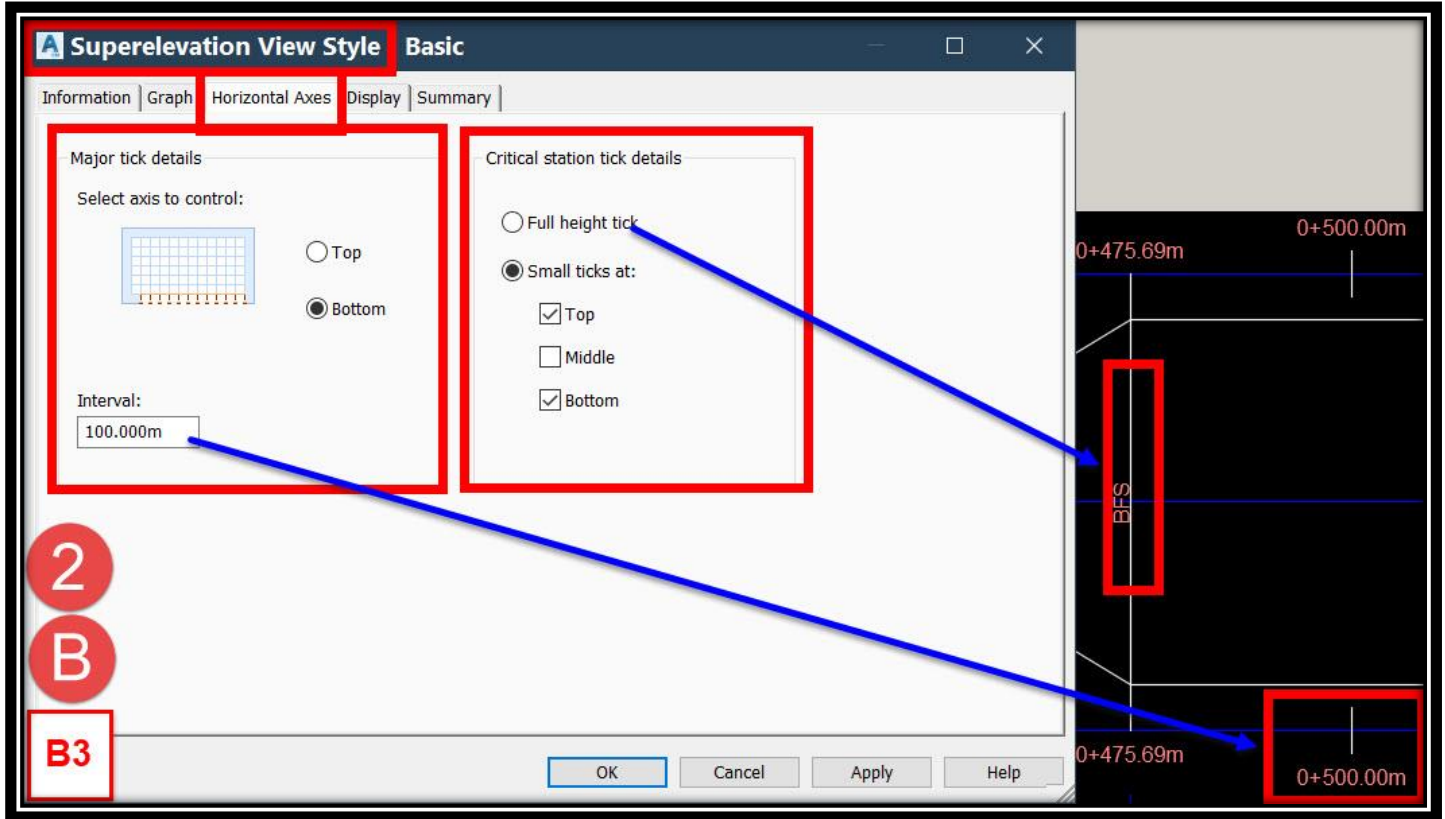 Superelevation View Style Basic
Information Graph Horizontal Axes Display Summary
Major tick details
Select axis to control:
Top
Bottom
Interval:
100.000m
Critical station tick details
Full height tick
Small ticks at:
Top
Middle
Bottom
OK Cancel Apply Help
2
B
B3
0+475.69m
0+500.00m
BFS
0+475.69m
0+500.00m